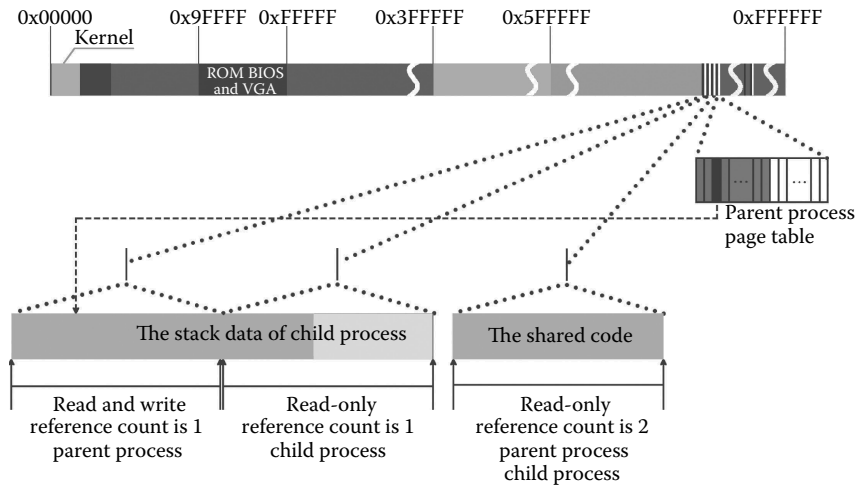 0x00000 0x9FFFF 0xFFFFF 0x3FFFFF 0x5FFFFF 0xFFFFFF
Kernel
ROM BIOS
and VGA
... ...
Parent process
page table
The stack data of child process
The shared code
Read and write
reference count is 1
parent process
Read-only
reference count is 1
child process
Read-only
reference count is 2
parent process
child process